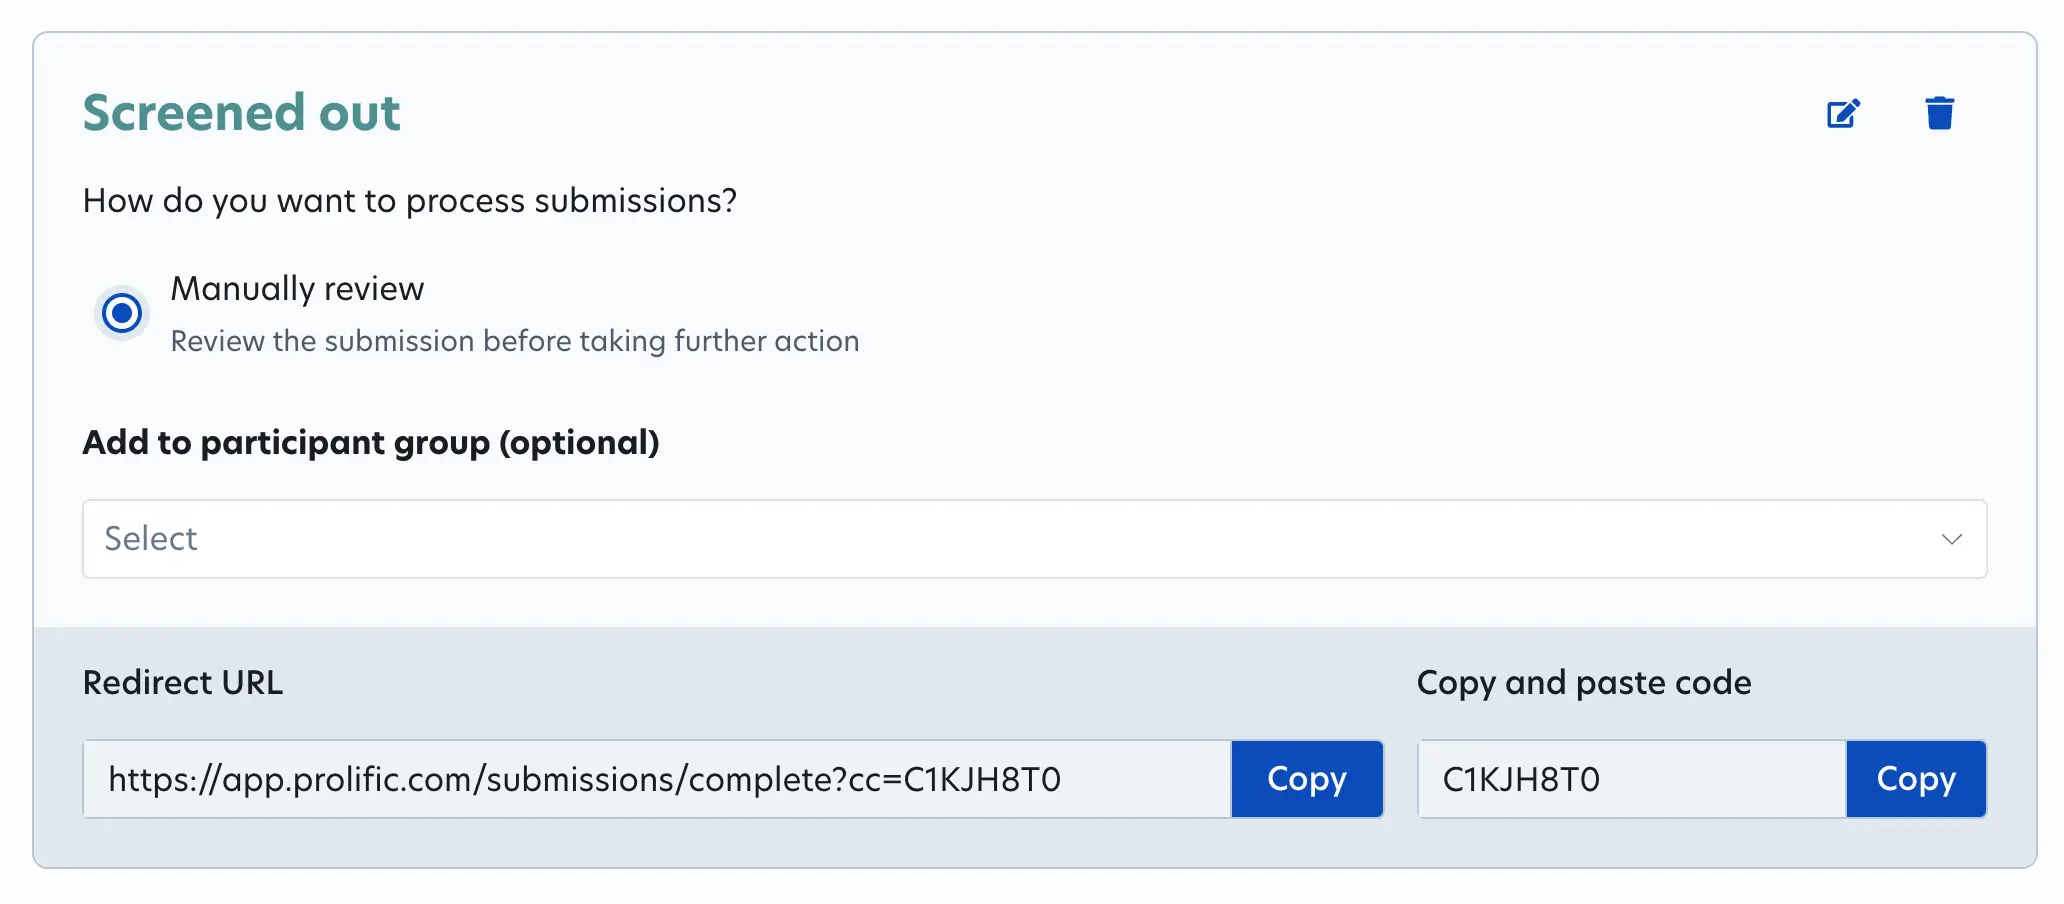 Screened out
How do you want to process submissions?
Manually review
Review the submission before taking further action
Add to participant group (optional)
Select
Redirect URL
https://app.prolific.com/submissions/complete?cc=C1KJH8T0
Copy
Copy and paste code
C1KJH8T0
Copy